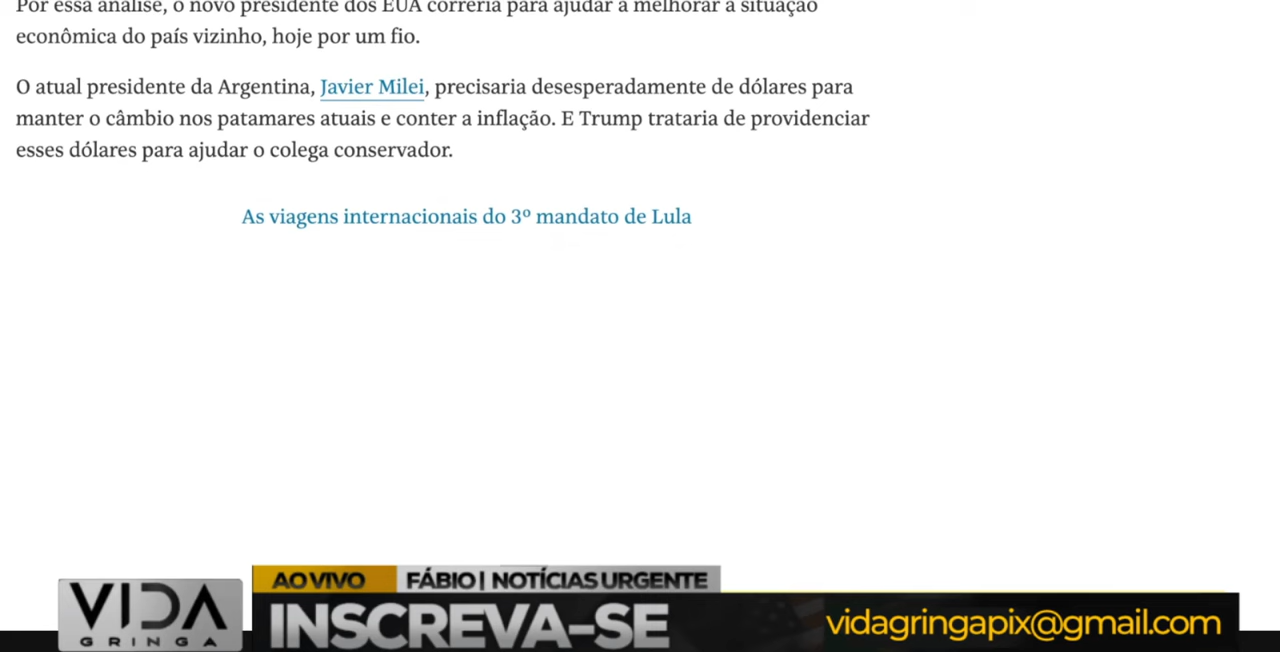 Por essa análise, o novo presidente dos EUA correria para ajudar a melhorar a situação
econômica do país vizinho, hoje por um fio.
O atual presidente da Argentina, Javier Milei, precisaria desesperadamente de dólares para
manter o câmbio nos patamares atuais e conter a inflação. E Trump trataria de providenciar
esses dólares para ajudar o colega conservador.
As viagens internacionais do 3º mandato de Lula
AO VIVO FÁBIO | NOTÍCIAS URGENTE
VIDA
GRINGA
INSCREVA-SE
vidagringapix@gmail.com